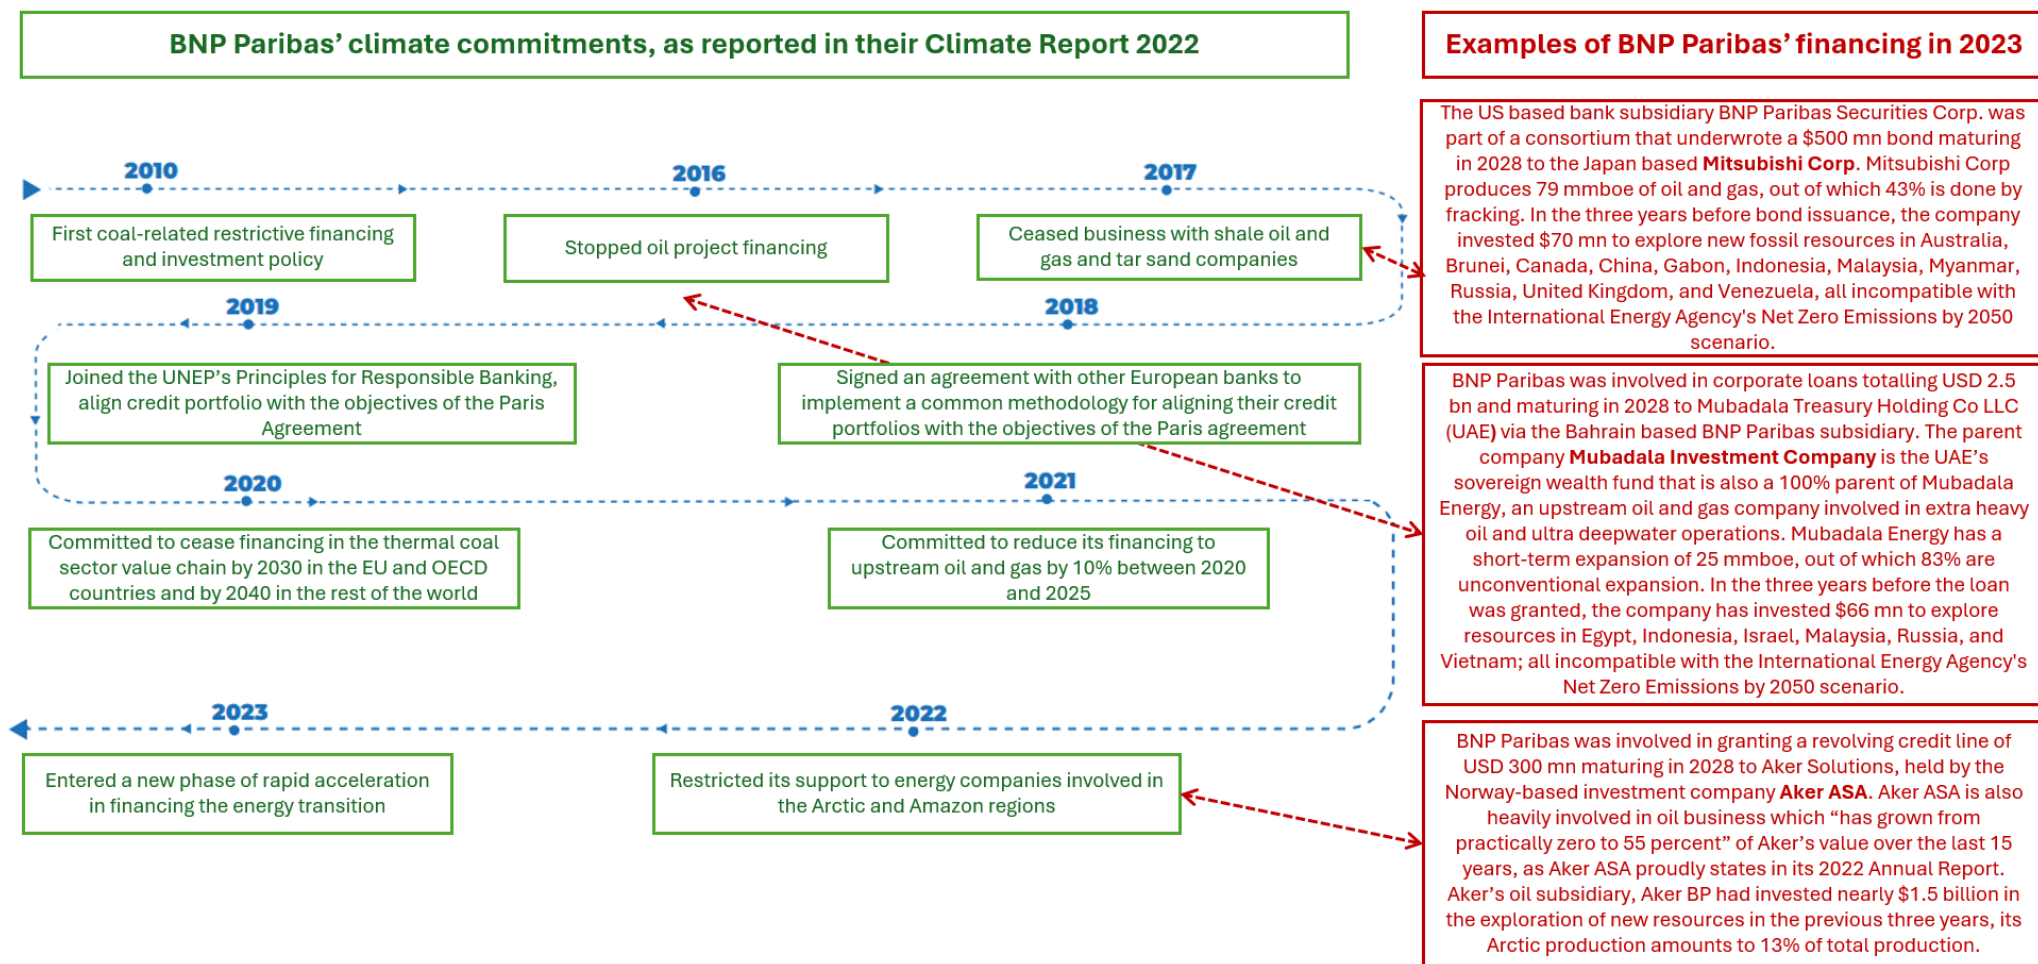 BNP Paribas’ climate commitments, as reported in their Climate Report 2022
Examples of BNP Paribas’ financing in 2023
2010
First coal-related restrictive financing
and investment policy
2016
Stopped oil project financing
2017
Ceased business with shale oil and
gas and tar sand companies
2018
Signed an agreement with other European banks to
implement a common methodology for aligning their credit
portfolios with the objectives of the Paris agreement
2019
Joined the UNEP’s Principles for Responsible Banking,
align credit portfolio with the objectives of the Paris
Agreement
2020
Committed to cease financing in the thermal coal
sector value chain by 2030 in the EU and OECD
countries and by 2040 in the rest of the world
2021
Committed to reduce its financing to
upstream oil and gas by 10% between 2020
and 2025
2022
Restricted its support to energy companies involved in
the Arctic and Amazon regions
2023
Entered a new phase of rapid acceleration
in financing the energy transition
The US based bank subsidiary BNP Paribas Securities Corp. was
part of a consortium that underwrote a $500 mn bond maturing
in 2028 to the Japan based Mitsubishi Corp. Mitsubishi Corp
produces 79 mmboe of oil and gas, out of which 43% is done by
fracking. In the three years before bond issuance, the company
invested $70 mn to explore new fossil resources in Australia,
Brunei, Canada, China, Gabon, Indonesia, Malaysia, Myanmar,
Russia, United Kingdom, and Venezuela, all incompatible with
the International Energy Agency's Net Zero Emissions by 2050
scenario.
BNP Paribas was involved in corporate loans totalling USD 2.5
bn and maturing in 2028 to Mubadala Treasury Holding Co LLC
(UAE) via the Bahrain based BNP Paribas subsidiary. The parent
company Mubadala Investment Company is the UAE’s
sovereign wealth fund that is also a 100% parent of Mubadala
Energy, an upstream oil and gas company involved in extra heavy
oil and ultra deepwater operations. Mubadala Energy has a
short-term expansion of 25 mmboe, out of which 83% are
unconventional expansion. In the three years before the loan
was granted, the company has invested $66 mn to explore
resources in Egypt, Indonesia, Israel, Malaysia, Russia, and
Vietnam; all incompatible with the International Energy Agency's
Net Zero Emissions by 2050 scenario.
BNP Paribas was involved in granting a revolving credit line of
USD 300 mn maturing in 2028 to Aker Solutions, held by the
Norway-based investment company Aker ASA. Aker ASA is also
heavily involved in oil business which “has grown from
practically zero to 55 percent” of Aker’s value over the last 15
years, as Aker ASA proudly states in its 2022 Annual Report.
Aker’s oil subsidiary, Aker BP had invested nearly $1.5 billion in
the exploration of new resources in the previous three years, its
Arctic production amounts to 13% of total production.